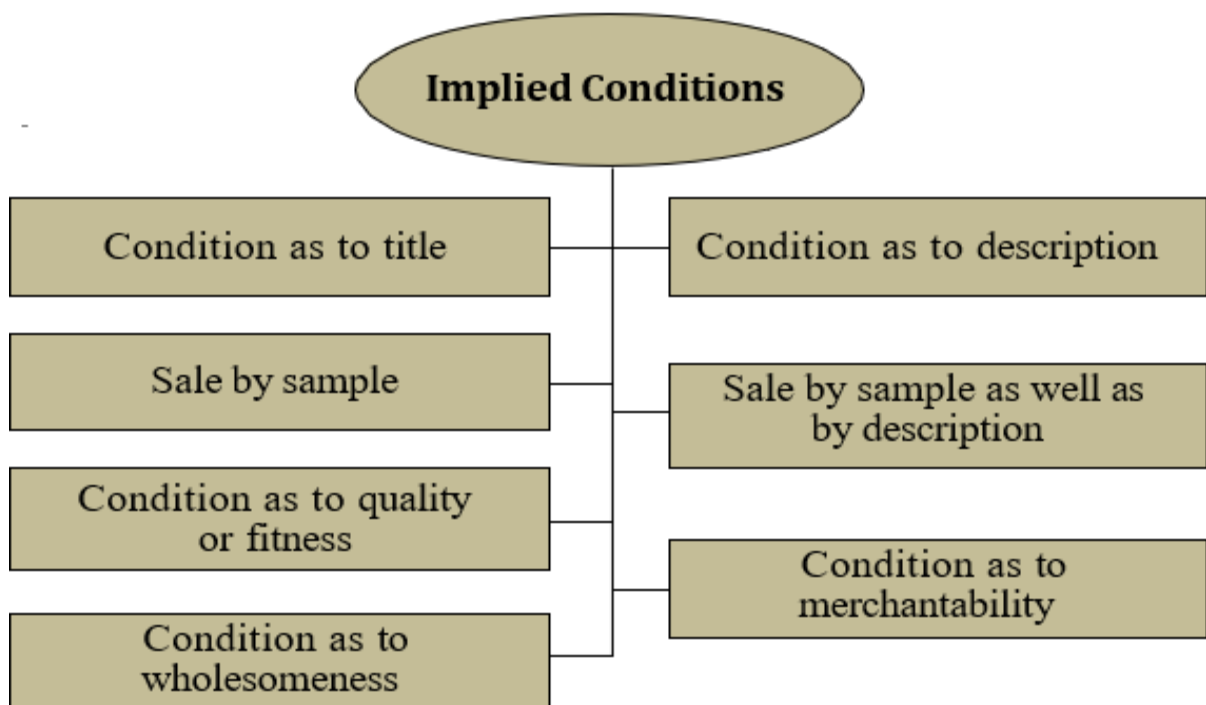 Implied Conditions
Condition as to title
Condition as to description
Sale by sample
Sale by sample as well as
by description
Condition as to quality
or fitness
Condition as to
merchantability
Condition as to
wholesomeness